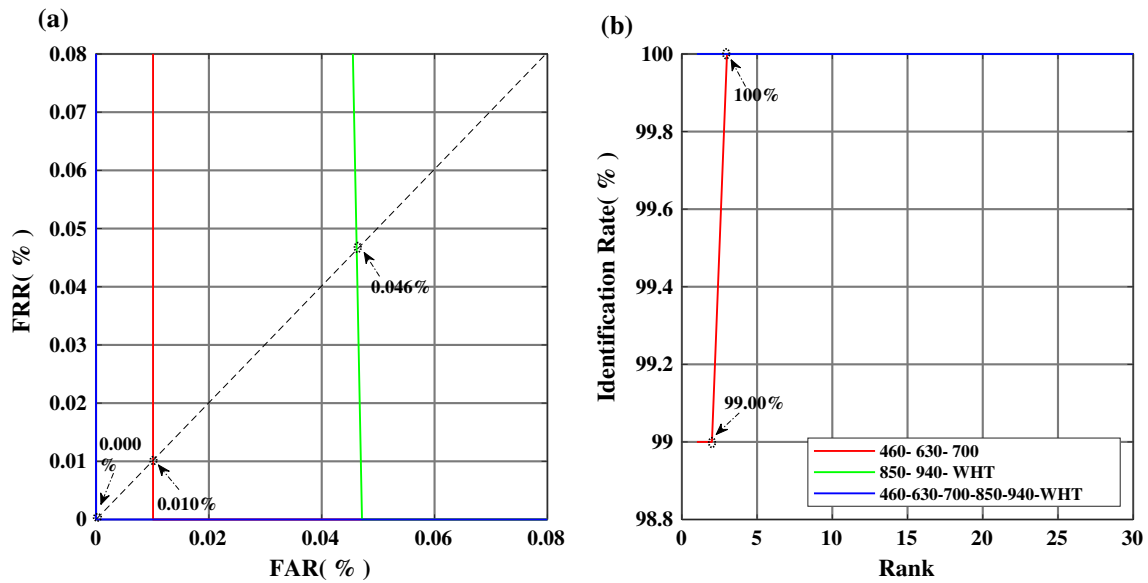 (a)
0.08
0.07
0.06
0.05
0.04
0.03
0.02
0.01
0
FRR( % )
0.046%
0.000
%
0.010%
0 0.02 0.04 0.06 0.08
FAR( % )
(b)
100
99.8
99.6
99.4
99.2
99
98.8
Identification Rate( % )
100%
99.00%
460- 630- 700
850- 940- WHT
460-630-700-850-940-WHT
0 5 10 15 20 25 30
Rank